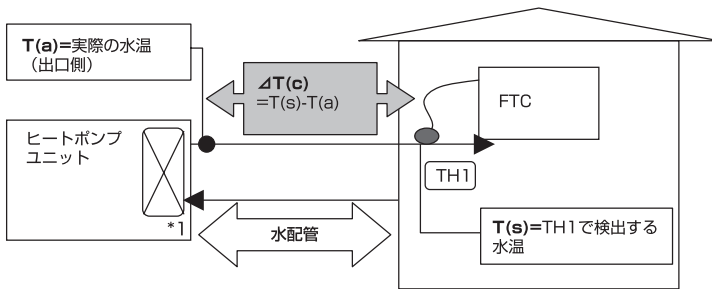 T(a)=実際の水温
(出口側)
⊿T(c)
=T(s)-T(a)
FTC
ヒートポンプ
ユニット
*1
TH1
水配管
T(s)=TH1で検出する
水温